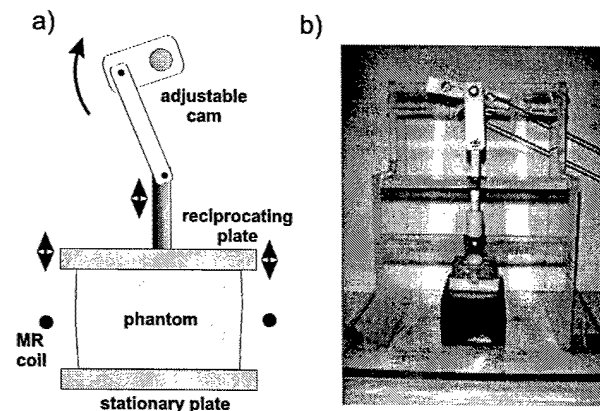 a)
adjustable
cam
reciprocating
plate
phantom
MR
coil
stationary plate
b)